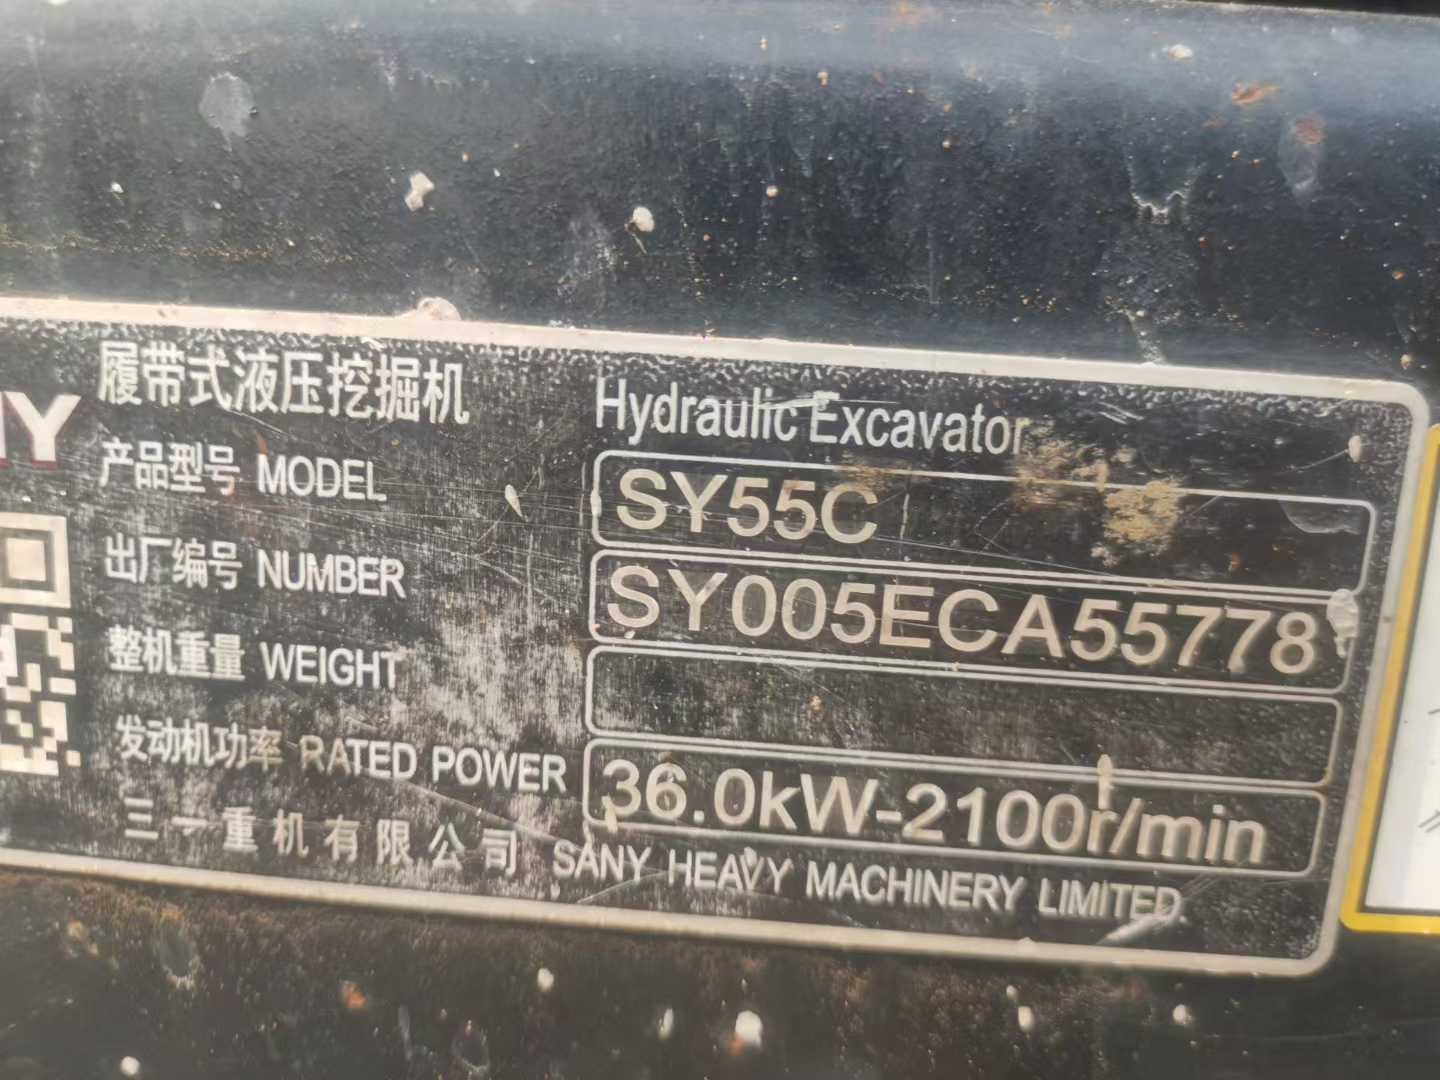 履带式液压挖掘机 Hydraulic Excavator
NY
产品型号 MODEL SY55C
出厂编号 NUMBER SY005ECA55778
整机重量 WEIGHT
发动机功率 RATED POWER 36.0kW-2100r/min
三一重机有限公司 SANY HEAVY MACHINERY LIMITED.